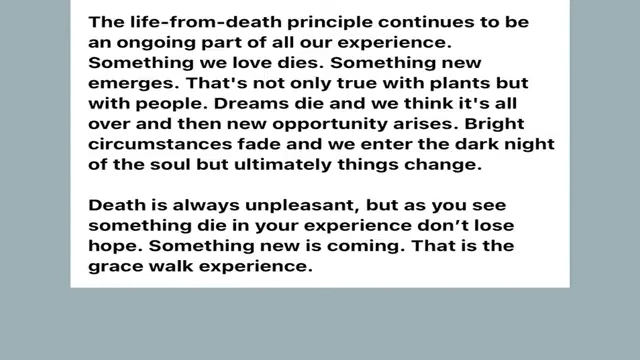 The life-from-death principle continues to be
an ongoing part of all our experience.
Something we love dies. Something new
emerges. That's not only true with plants but
with people. Dreams die and we think it's all
over and then new opportunity arises. Bright
circumstances fade and we enter the dark night
of the soul but ultimately things change.
Death is always unpleasant, but as you see
something die in your experience don’t lose
hope. Something new is coming. That is the
grace walk experience.